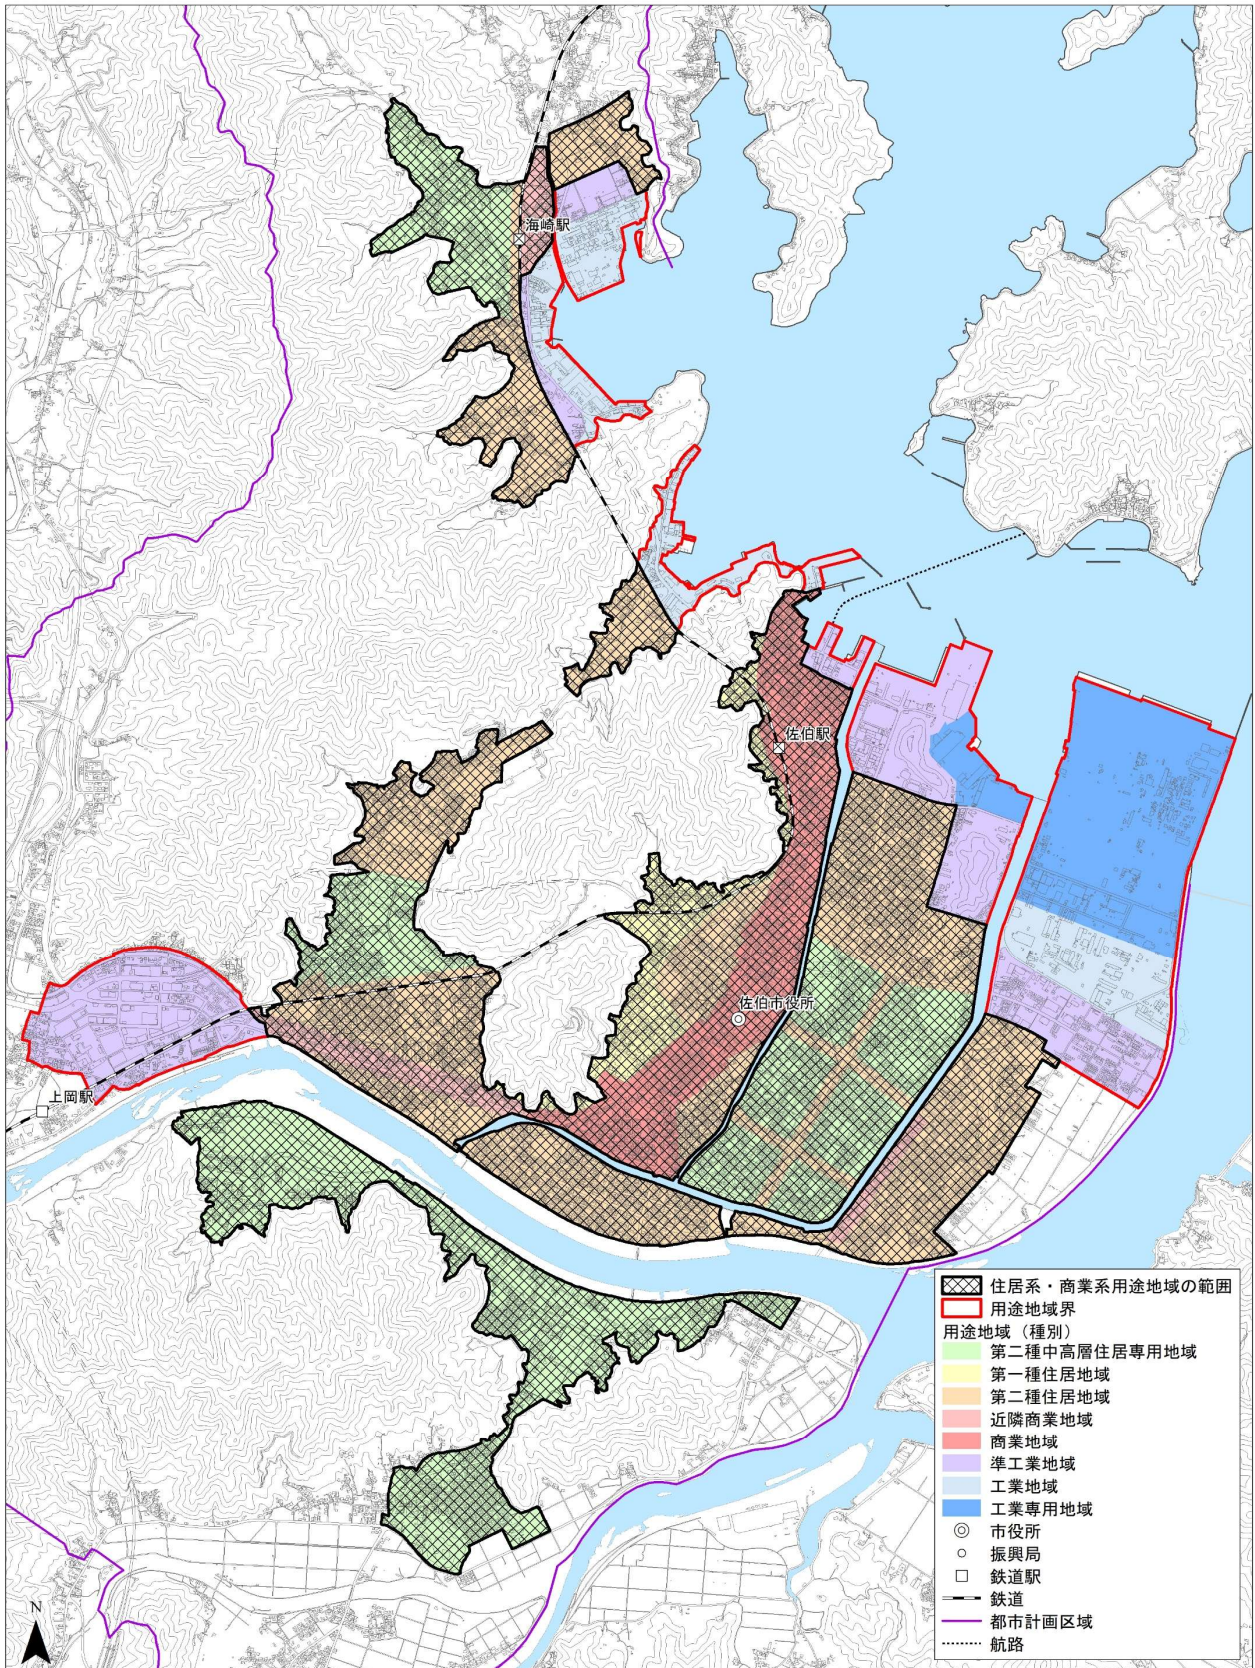 海崎駅
佐伯駅
佐伯市役所
上岡駅
住居系・商業系用途地域の範囲
用途地域界
用途地域（種別）
第二種中高層住居専用地域
第一種住居地域
第二種住居地域
近隣商業地域
商業地域
準工業地域
工業地域
工業専用地域
市役所
振興局
鉄道駅
鉄道
都市計画区域
航路
N